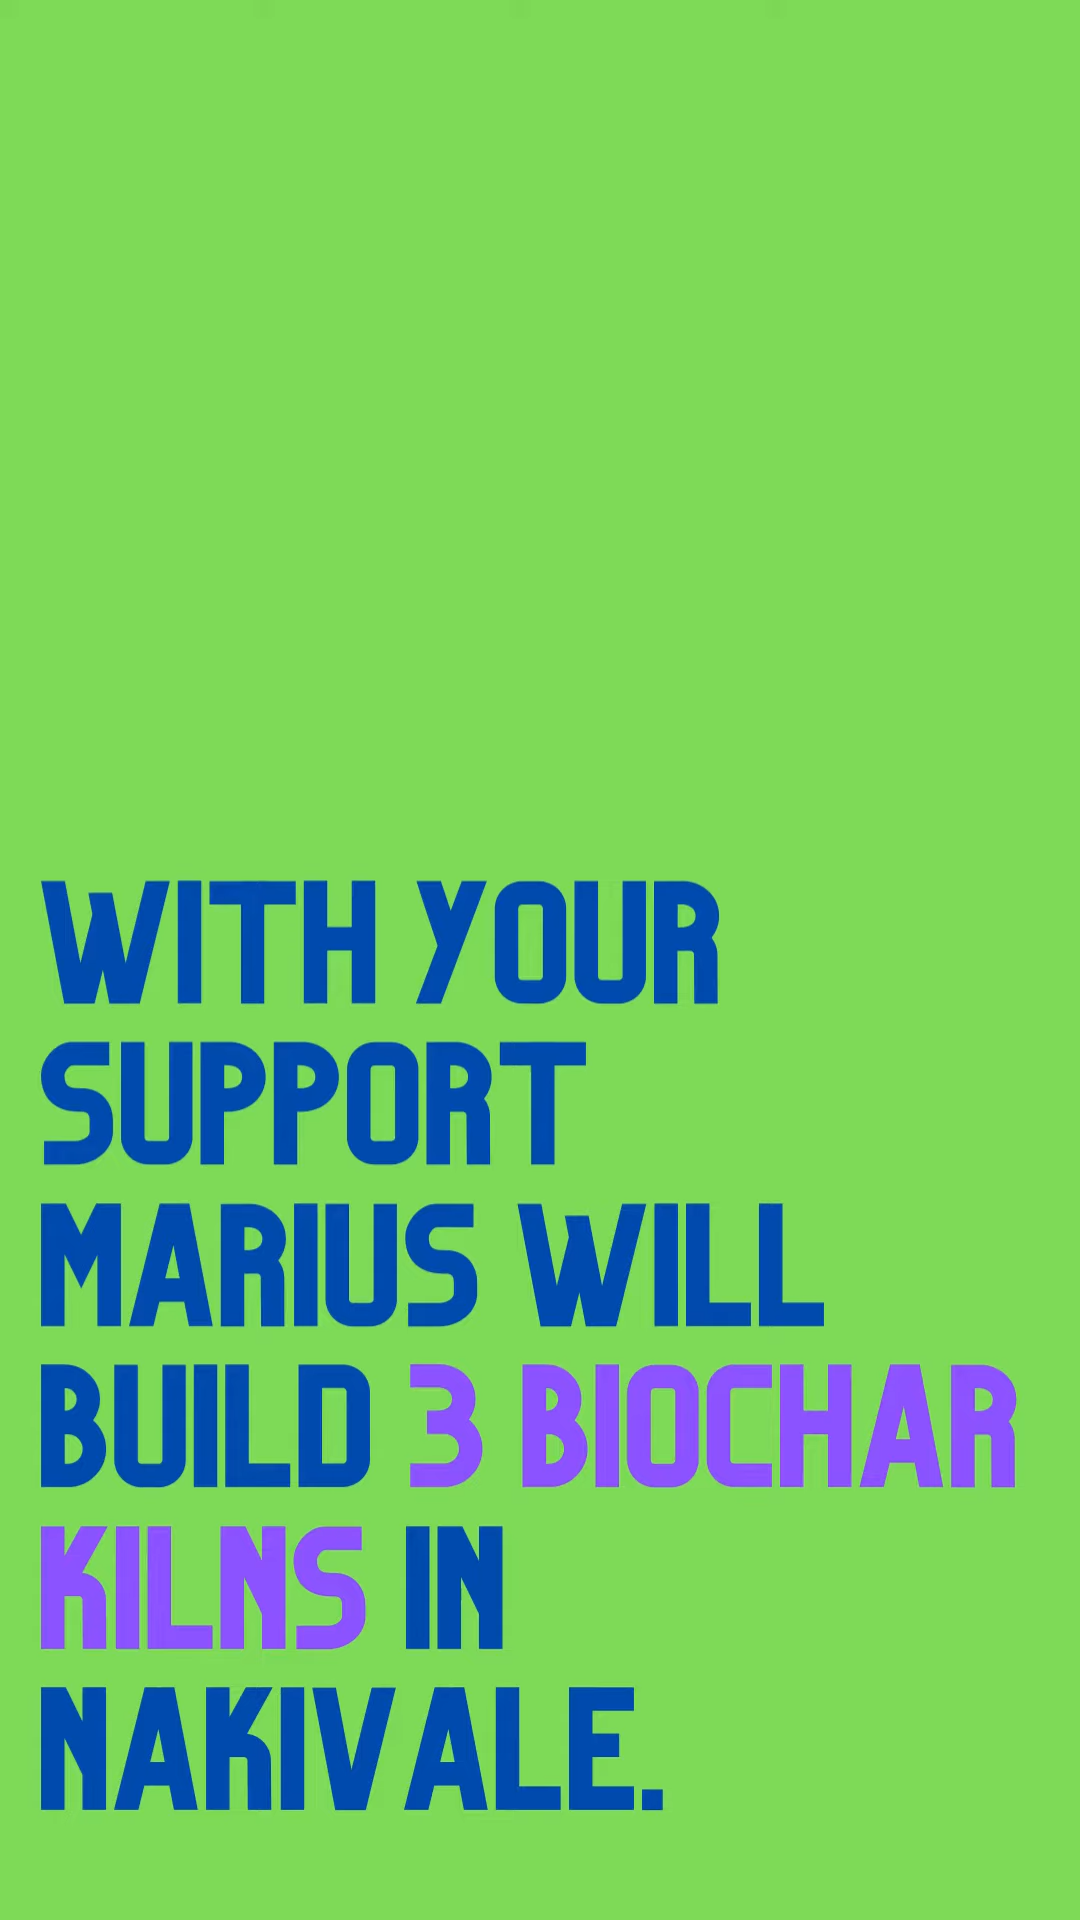 WITH YOUR
SUPPORT
MARIUS WILL
BUILD 3 BIOCHAR
KILNS IN
NAKIVALE.